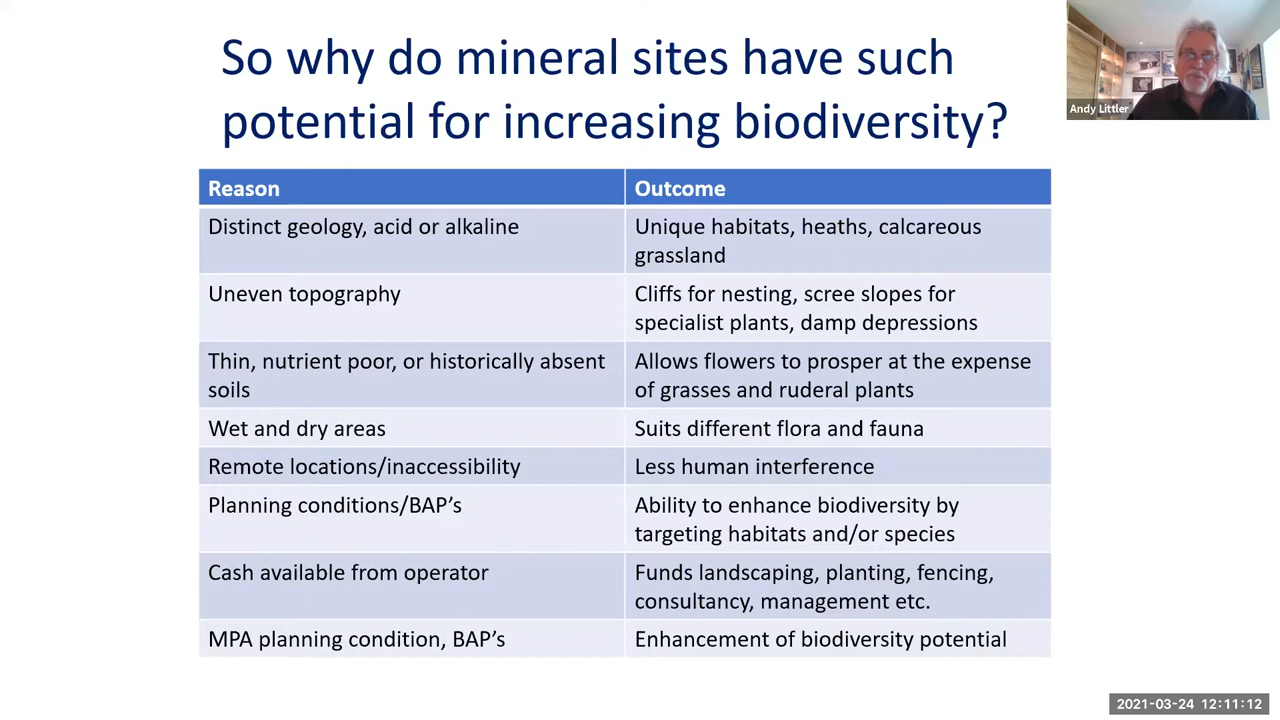 So why do mineral sites have such
potential for increasing biodiversity?
Andy Littler
Reason
Outcome
Distinct geology, acid or alkaline
Unique habitats, heaths, calcareous
grassland
Uneven topography
Cliffs for nesting, scree slopes for
specialist plants, damp depressions
Thin, nutrient poor, or historically absent
soils
Allows flowers to prosper at the expense
of grasses and ruderal plants
Wet and dry areas
Suits different flora and fauna
Remote locations/inaccessibility
Less human interference
Planning conditions/BAP’s
Ability to enhance biodiversity by
targeting habitats and/or species
Cash available from operator
Funds landscaping, planting, fencing,
consultancy, management etc.
MPA planning condition, BAP’s
Enhancement of biodiversity potential
2021-03-24 12:11:12